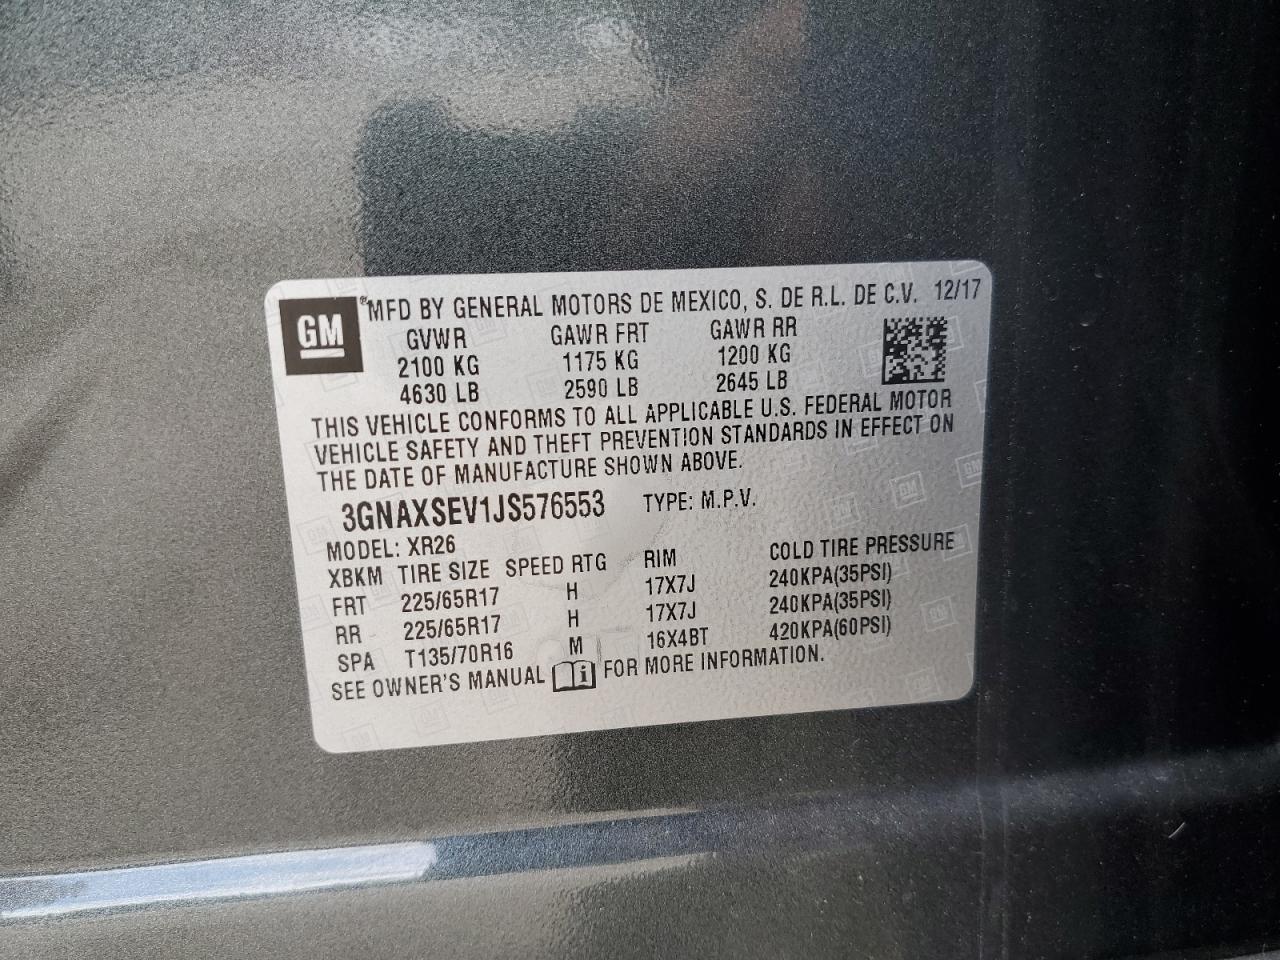 GM
®MFD BY GENERAL MOTORS DE MEXICO, S. DE R.L. DE C.V. 12/17
GVWR GAWR FRT GAWR RR
2100 KG 1175 KG 1200 KG
4630 LB 2590 LB 2645 LB
THIS VEHICLE CONFORMS TO ALL APPLICABLE U.S. FEDERAL MOTOR
VEHICLE SAFETY AND THEFT PREVENTION STANDARDS IN EFFECT ON
THE DATE OF MANUFACTURE SHOWN ABOVE.
3GNAXSEV1JS576553 TYPE: M.P.V.
MODEL: XR26
XBKM TIRE SIZE SPEED RTG RIM COLD TIRE PRESSURE
FRT 225/65R17 H 17X7J 240KPA(35PSI)
RR 225/65R17 H 17X7J 240KPA(35PSI)
SPA T135/70R16 M 16X4BT 420KPA(60PSI)
SEE OWNER'S MANUAL FOR MORE INFORMATION.